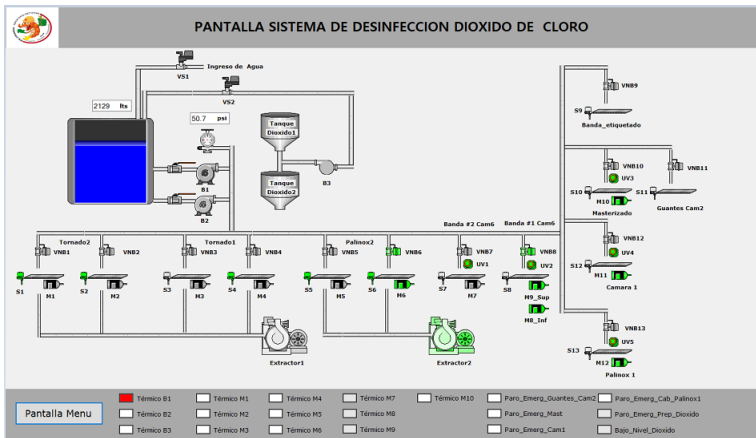 PANTALLA SISTEMA DE DESINFECCION DIOXIDO DE CLORO
VS1
Ingreso de Agua
VS2
2129 lts
50.7 psi
Tanque
Dioxido1
Tanque
Dioxido2
B3
B1
B2
VNB9
S9
Banda_etiquetado
VNB10
UV3
S10
M10
Masterizado
VNB11
S11
Guantes Cam2
VNB12
UV4
S12
M11
Camara 1
VNB13
UV5
S13
M12
Palinox 1
Banda #2 Cam6
Banda #1 Cam6
Tornado2
Tornado1
Palinox2
VNB1
VNB2
VNB3
VNB4
VNB5
VNB6
VNB7
VNB8
UV1
UV2
S1
S2
S3
S4
S5
S6
S7
S8
M1
M2
M3
M4
M5
M6
M7
M9_Sup
M8_Inf
Extractor1
Extractor2
Pantalla Menu
Térmico B1
Térmico M1
Térmico M4
Térmico M7
Térmico M10
Paro_Emerg_Guantes_Cam2
Paro_Emerg_Cab_Palinox1
Térmico B2
Térmico M2
Térmico M5
Térmico M8
Paro_Emerg_Mast
Paro_Emerg_Prep_Dioxido
Térmico B3
Térmico M3
Térmico M6
Térmico M9
Paro_Emerg_Cam1
Bajo_Nivel_Dioxido